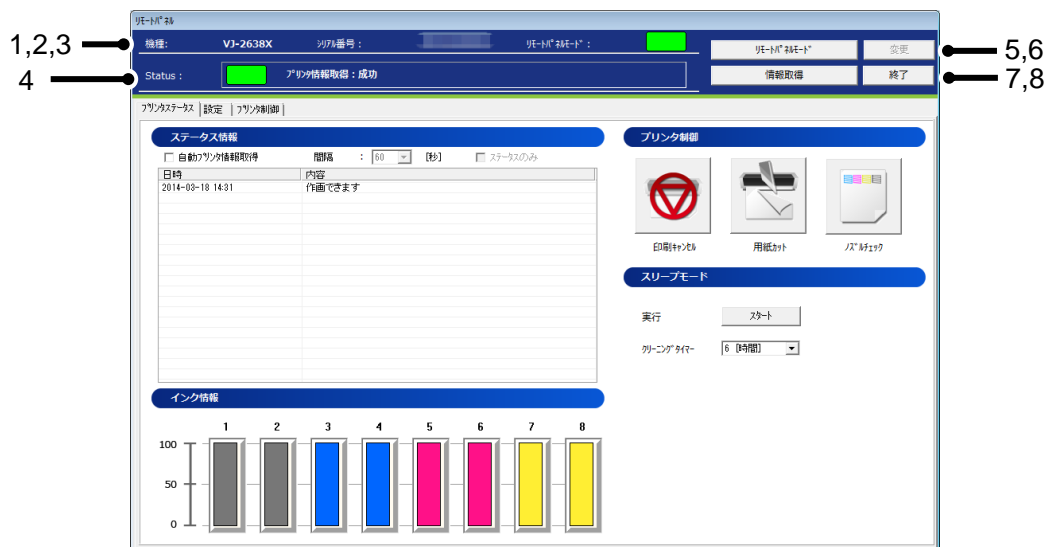 リモートパネル
1,2,3
機種: VJ-2638X シリアル番号: リモートパネルモード:
リモートパネルモード 変更
5,6
4
Status : プリンタ情報取得:成功
情報取得 終了
7,8
プリンタステータス 設定 プリンタ制御
ステータス情報
自動プリンタ情報取得 間隔 : 60 [秒] ステータスのみ
日時 内容
2014-03-18 14:31 作画できます
プリンタ制御
印刷キャンセル 用紙カット ノズルチェック
スリープモード
実行 スタート
クリーニングタイマー 6 [時間]
インク情報
1 2 3 4 5 6 7 8
100
50
0